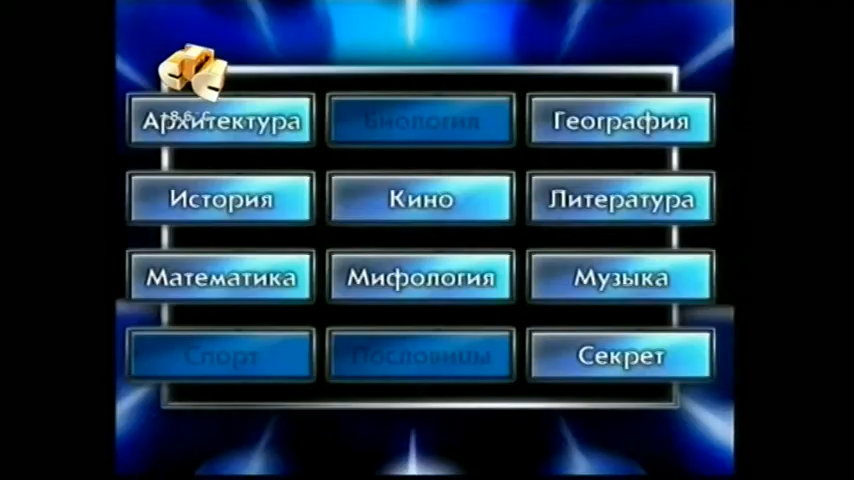 Архитектура
Биология
География
История
Кино
Литература
Математика
Мифология
Музыка
Спорт
Пословицы
Секрет